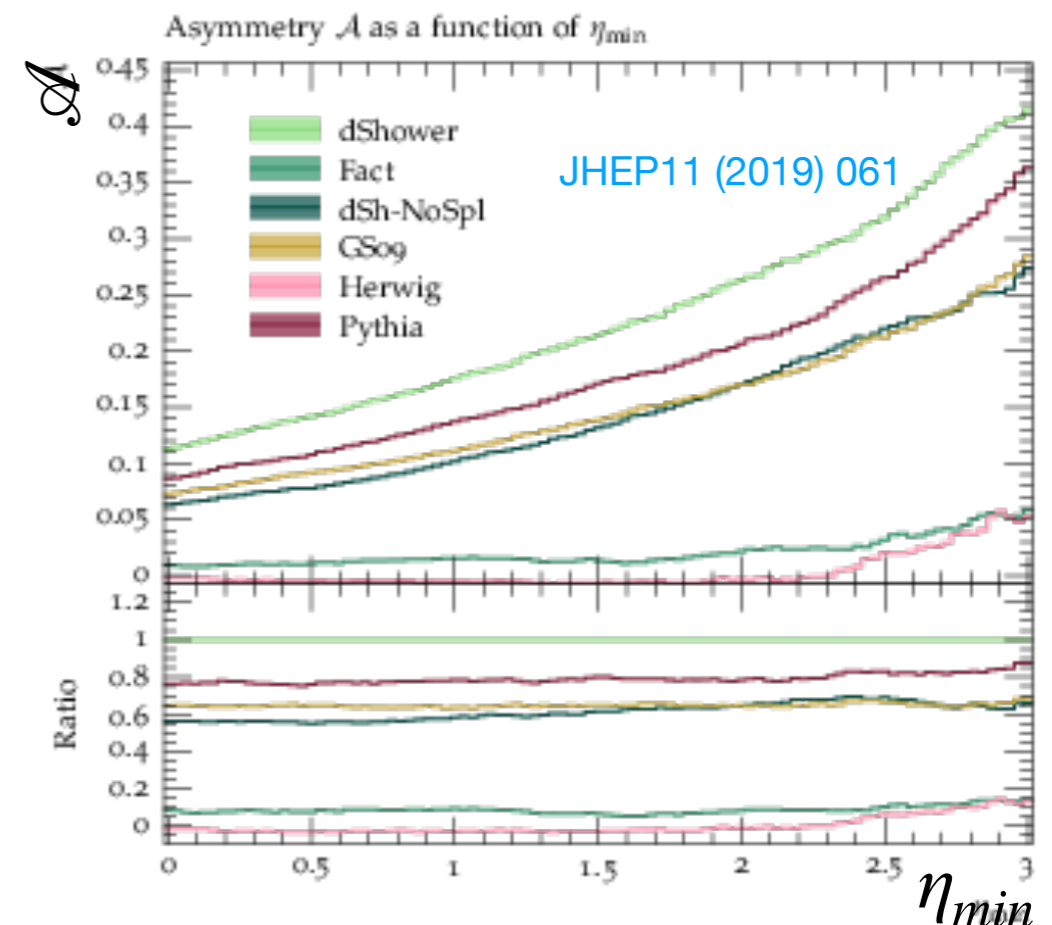 Asymmetry 𝒜 as a function of ηmin
𝒜
0.45
0.4
0.35
0.3
0.25
0.2
0.15
0.1
0.05
0
dShower
Fact
dSh-NoSpl
GS09
Herwig
Pythia
JHEP11 (2019) 061
Ratio
1.2
1
0.8
0.6
0.4
0.2
0
0 0.5 1 1.5 2 2.5 3
ηmin